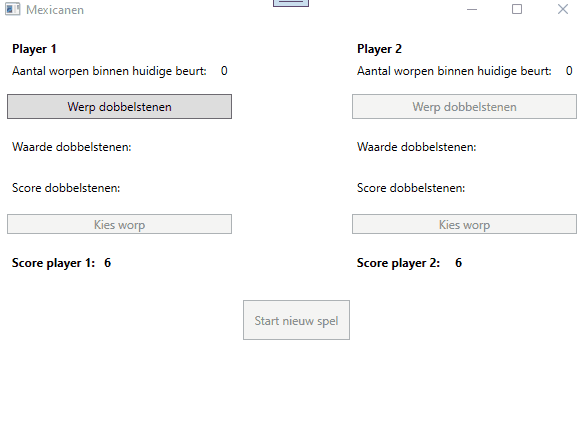 Mexicanen
Player 1
Aantal worpen binnen huidige beurt: 0
Werp dobbelstenen
Waarde dobbelstenen:
Score dobbelstenen:
Kies worp
Score player 1: 6
Player 2
Aantal worpen binnen huidige beurt: 0
Werp dobbelstenen
Waarde dobbelstenen:
Score dobbelstenen:
Kies worp
Score player 2: 6
Start nieuw spel